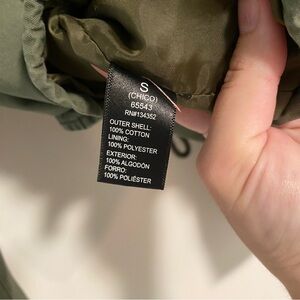 S
(CHICO)
65543
RN#134352
OUTER SHELL:
100% COTTON
LINING:
100% POLYESTER
EXTERIOR:
100% ALGODÓN
FORRO:
100% POLIÉSTER